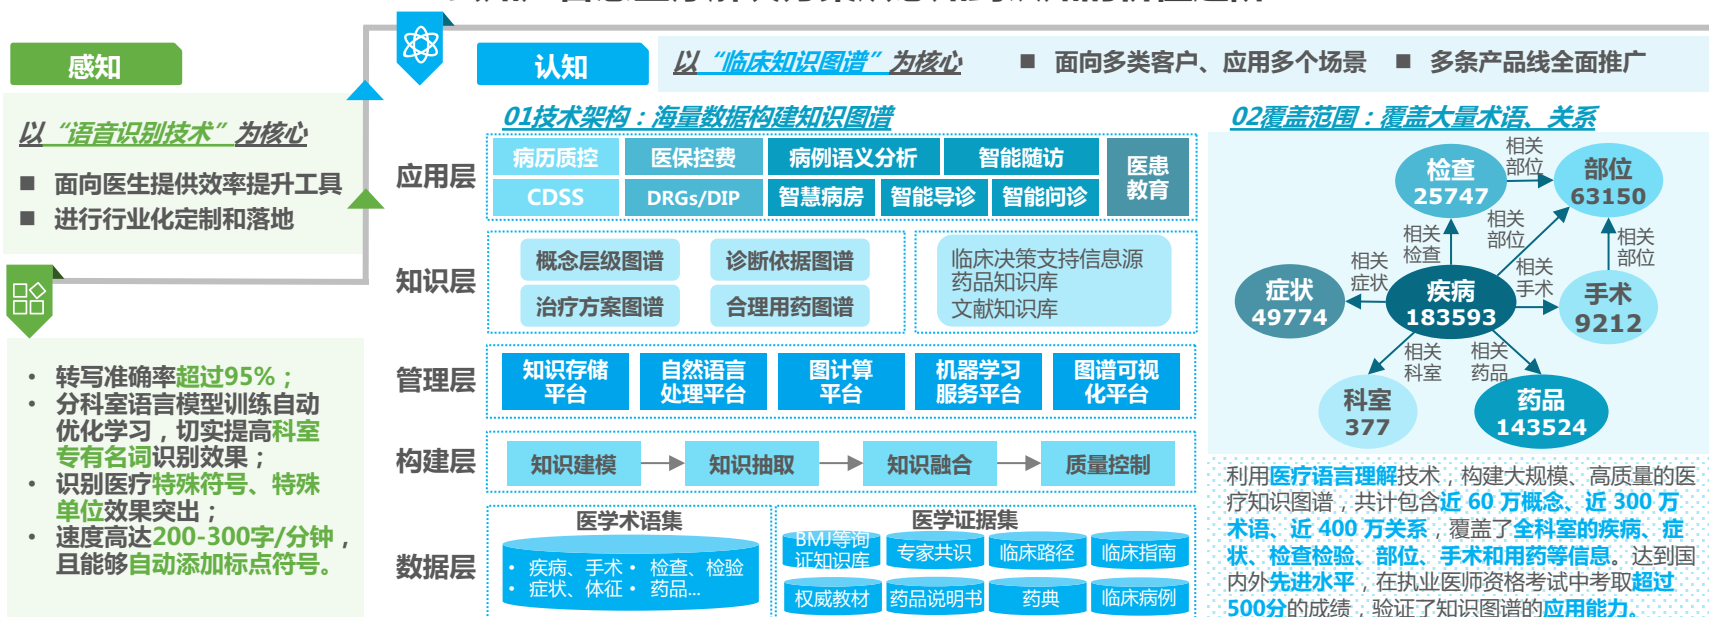 感知
以“语音识别技术”为核心
■ 面向医生提供效率提升工具
■ 进行行业化定制和落地
• 转写准确率超过95%；
• 分科室语言模型训练自动
优化学习，切实提高科室
专有名词识别效果；
• 识别医疗特殊符号、特殊
单位效果突出；
• 速度高达200-300字/分钟，
且能够自动添加标点符号。
认知
以“临床知识图谱”为核心 ■ 面向多类客户、应用多个场景 ■ 多条产品线全面推广
01技术架构：海量数据构建知识图谱
应用层
病历质控 医保控费 病例语义分析 智能随访
CDSS DRGs/DIP 智慧病房 智能导诊 智能问诊
医患
教育
知识层
概念层级图谱 诊断依据图谱
治疗方案图谱 合理用药图谱
临床决策支持信息源
药品知识库
文献知识库
管理层
知识存储
平台
自然语言
处理平台
图计算
平台
机器学习
服务平台
图谱可视
化平台
构建层
知识建模 知识抽取 知识融合 质量控制
数据层
医学术语集
• 疾病、手术 • 检查、检验
• 症状、体征 • 药品...
医学证据集
BMJ等询
证知识库
专家共识 临床路径 临床指南
权威教材 药品说明书 药典 临床病例
02覆盖范围：覆盖大量术语、关系
检查
25747
相关
部位
部位
63150
相关
检查
相关
部位
相关
部位
相关
症状
症状
49774
疾病
183593
相关
手术
手术
9212
相关
科室
相关
药品
科室
377
药品
143524
利用医疗语言理解技术，构建大规模、高质量的医
疗知识图谱，共计包含近 60 万概念、近 300 万
术语、近 400 万关系，覆盖了全科室的疾病、症
状、检查检验、部位、手术和用药等信息。达到国
内外先进水平，在执业医师资格考试中考取超过
500分的成绩，验证了知识图谱的应用能力。